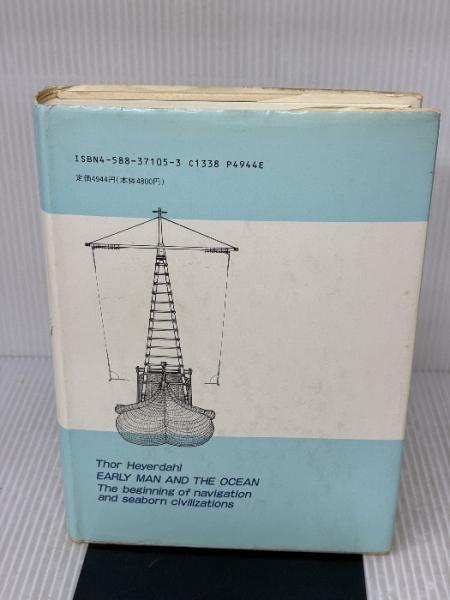 ISBN4-588-37105-3 C1338 P4944E
定価4944円(本体4800円)
Thor Heyerdahl
EARLY MAN AND THE OCEAN
The beginning of navigation
and seaborn civilizations